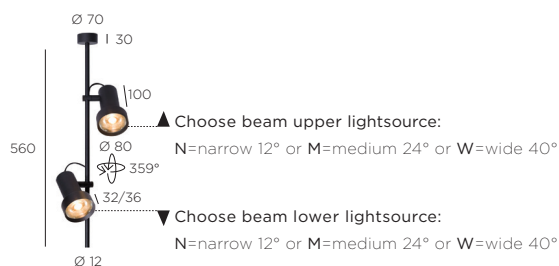 Ø 70
30
100
Choose beam upper lightsource:
N=narrow 12° or M=medium 24° or W=wide 40°
560
Ø 80
359°
32/36
Choose beam lower lightsource:
N=narrow 12° or M=medium 24° or W=wide 40°
Ø 12